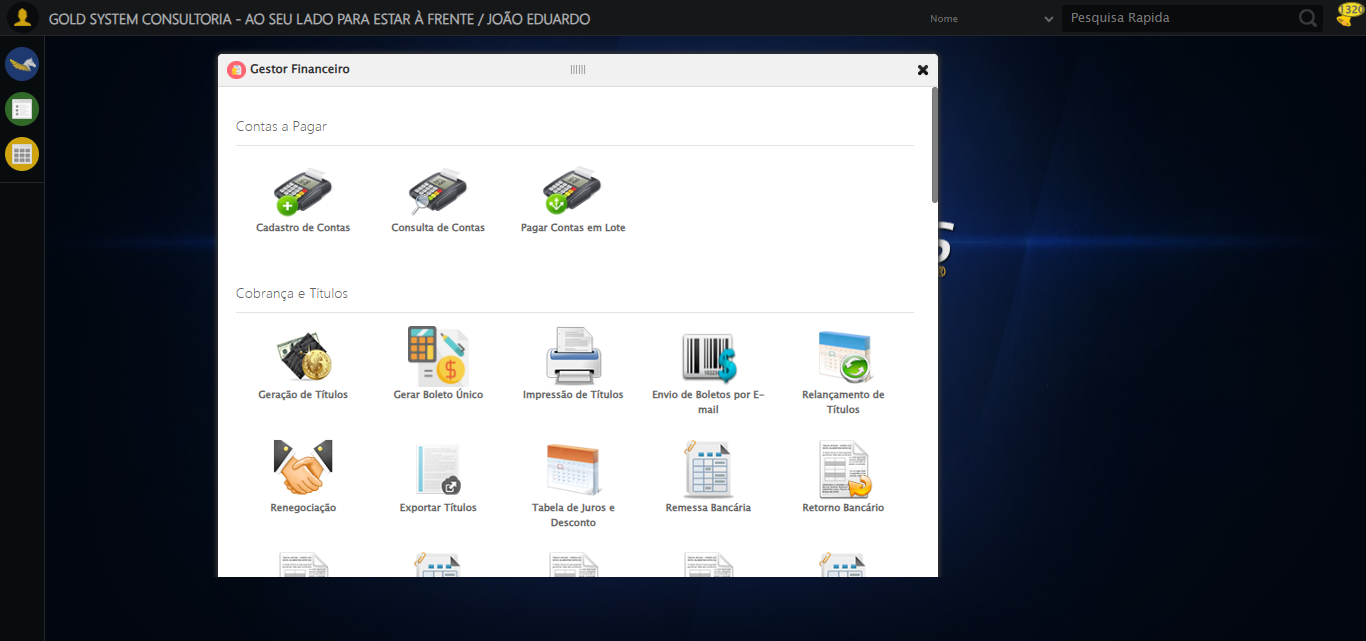 GOLD SYSTEM CONSULTORIA - AO SEU LADO PARA ESTAR À FRENTE / JOÃO EDUARDO
Nome
Pesquisa Rapida
1320
Gestor Financeiro
Contas a Pagar
Cadastro de Contas
Consulta de Contas
Pagar Contas em Lote
Cobrança e Títulos
Geração de Títulos
Gerar Boleto Único
Impressão de Títulos
Envio de Boletos por E-
mail
Relançamento de
Títulos
Renegociação
Exportar Títulos
Tabela de Juros e
Desconto
Remessa Bancária
Retorno Bancário